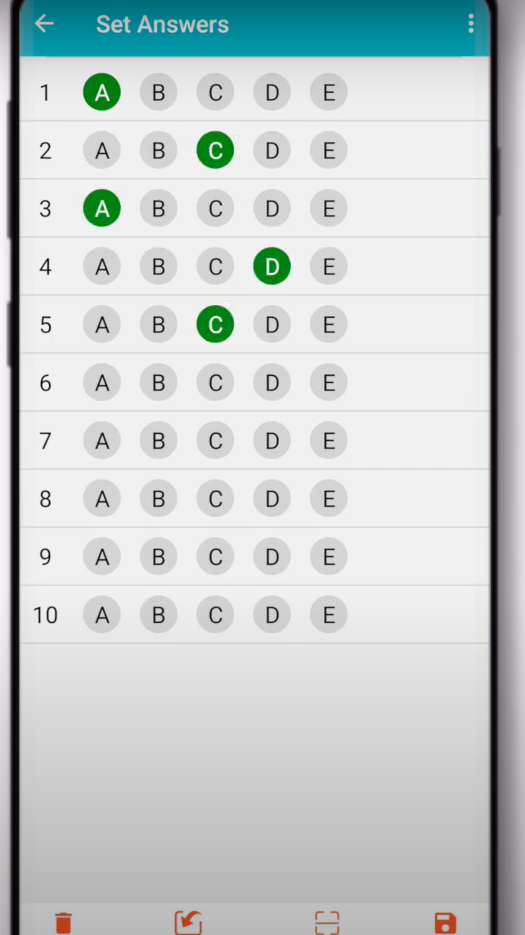 Set Answers
1 A B C D E
2 A B C D E
3 A B C D E
4 A B C D E
5 A B C D E
6 A B C D E
7 A B C D E
8 A B C D E
9 A B C D E
10 A B C D E